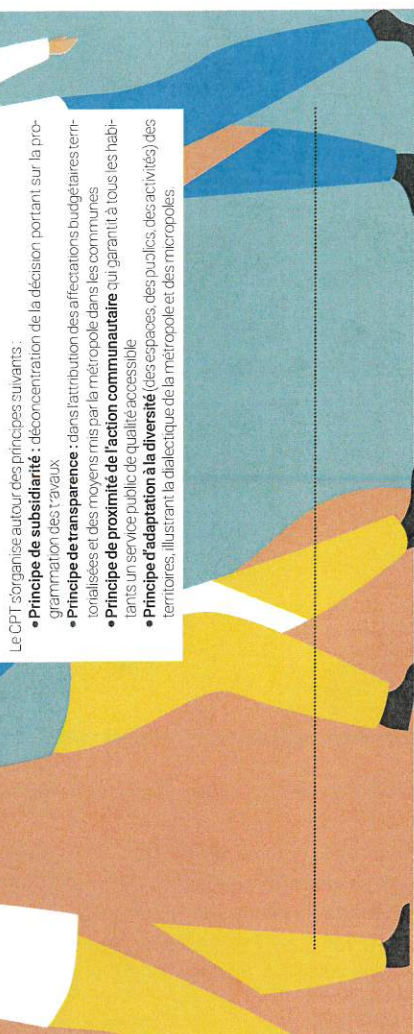 Le CPT s'organise autour des principes suivants :
• Principe de subsidiarité : déconcentration de la décision portant sur la pro-
grammation des travaux
• Principe de transparence : dans l'attribution des affectations budgétaires terri-
torialisées et des moyens mis par la métropole dans les communes
• Principe de proximité de l'action communautaire qui garantit à tous les habi-
tants un service public de qualité accessible
• Principe d'adaptation à la diversité (des espaces, des publics, des activités) des
territoires, illustrant la dialectique de la métropole et des micropoles.